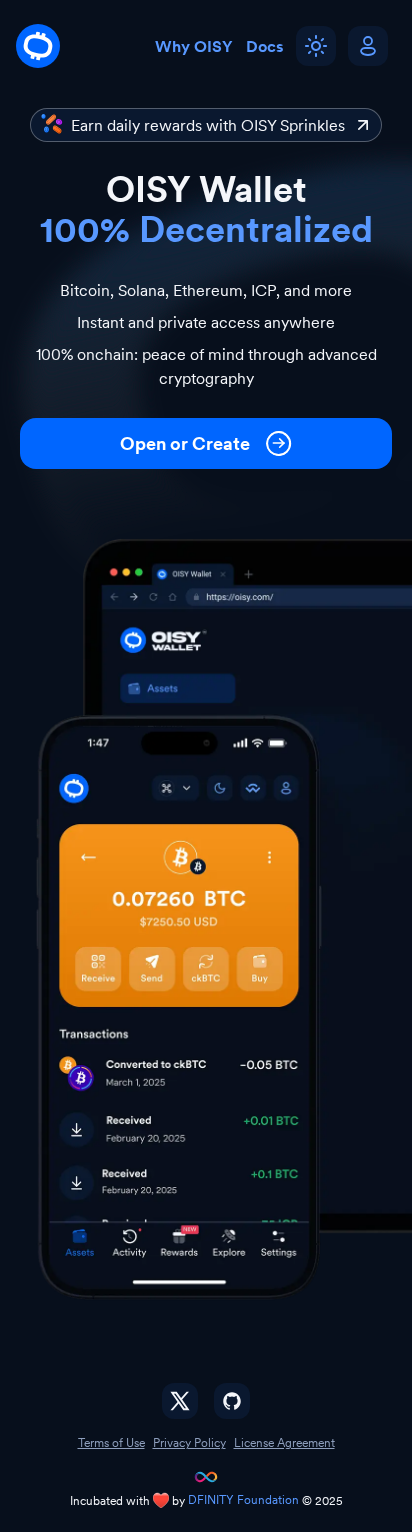 Why OISY Docs
Earn daily rewards with OISY Sprinkles
OISY Wallet
100% Decentralized
Bitcoin, Solana, Ethereum, ICP, and more
Instant and private access anywhere
100% onchain: peace of mind through advanced
cryptography
Open or Create
OISY Wallet
https://oisy.com/
OISY
WALLET
Assets
1:47
0.07260 BTC
$7250.50 USD
Receive Send ckBTC Buy
Transactions
Converted to ckBTC -0.05 BTC
March 1, 2025
Received +0.01 BTC
February 20, 2025
Received +0.1 BTC
February 20, 2025
NEW
Assets Activity Rewards Explore Settings
Terms of Use Privacy Policy License Agreement
Incubated with ❤️ by DFINITY Foundation © 2025